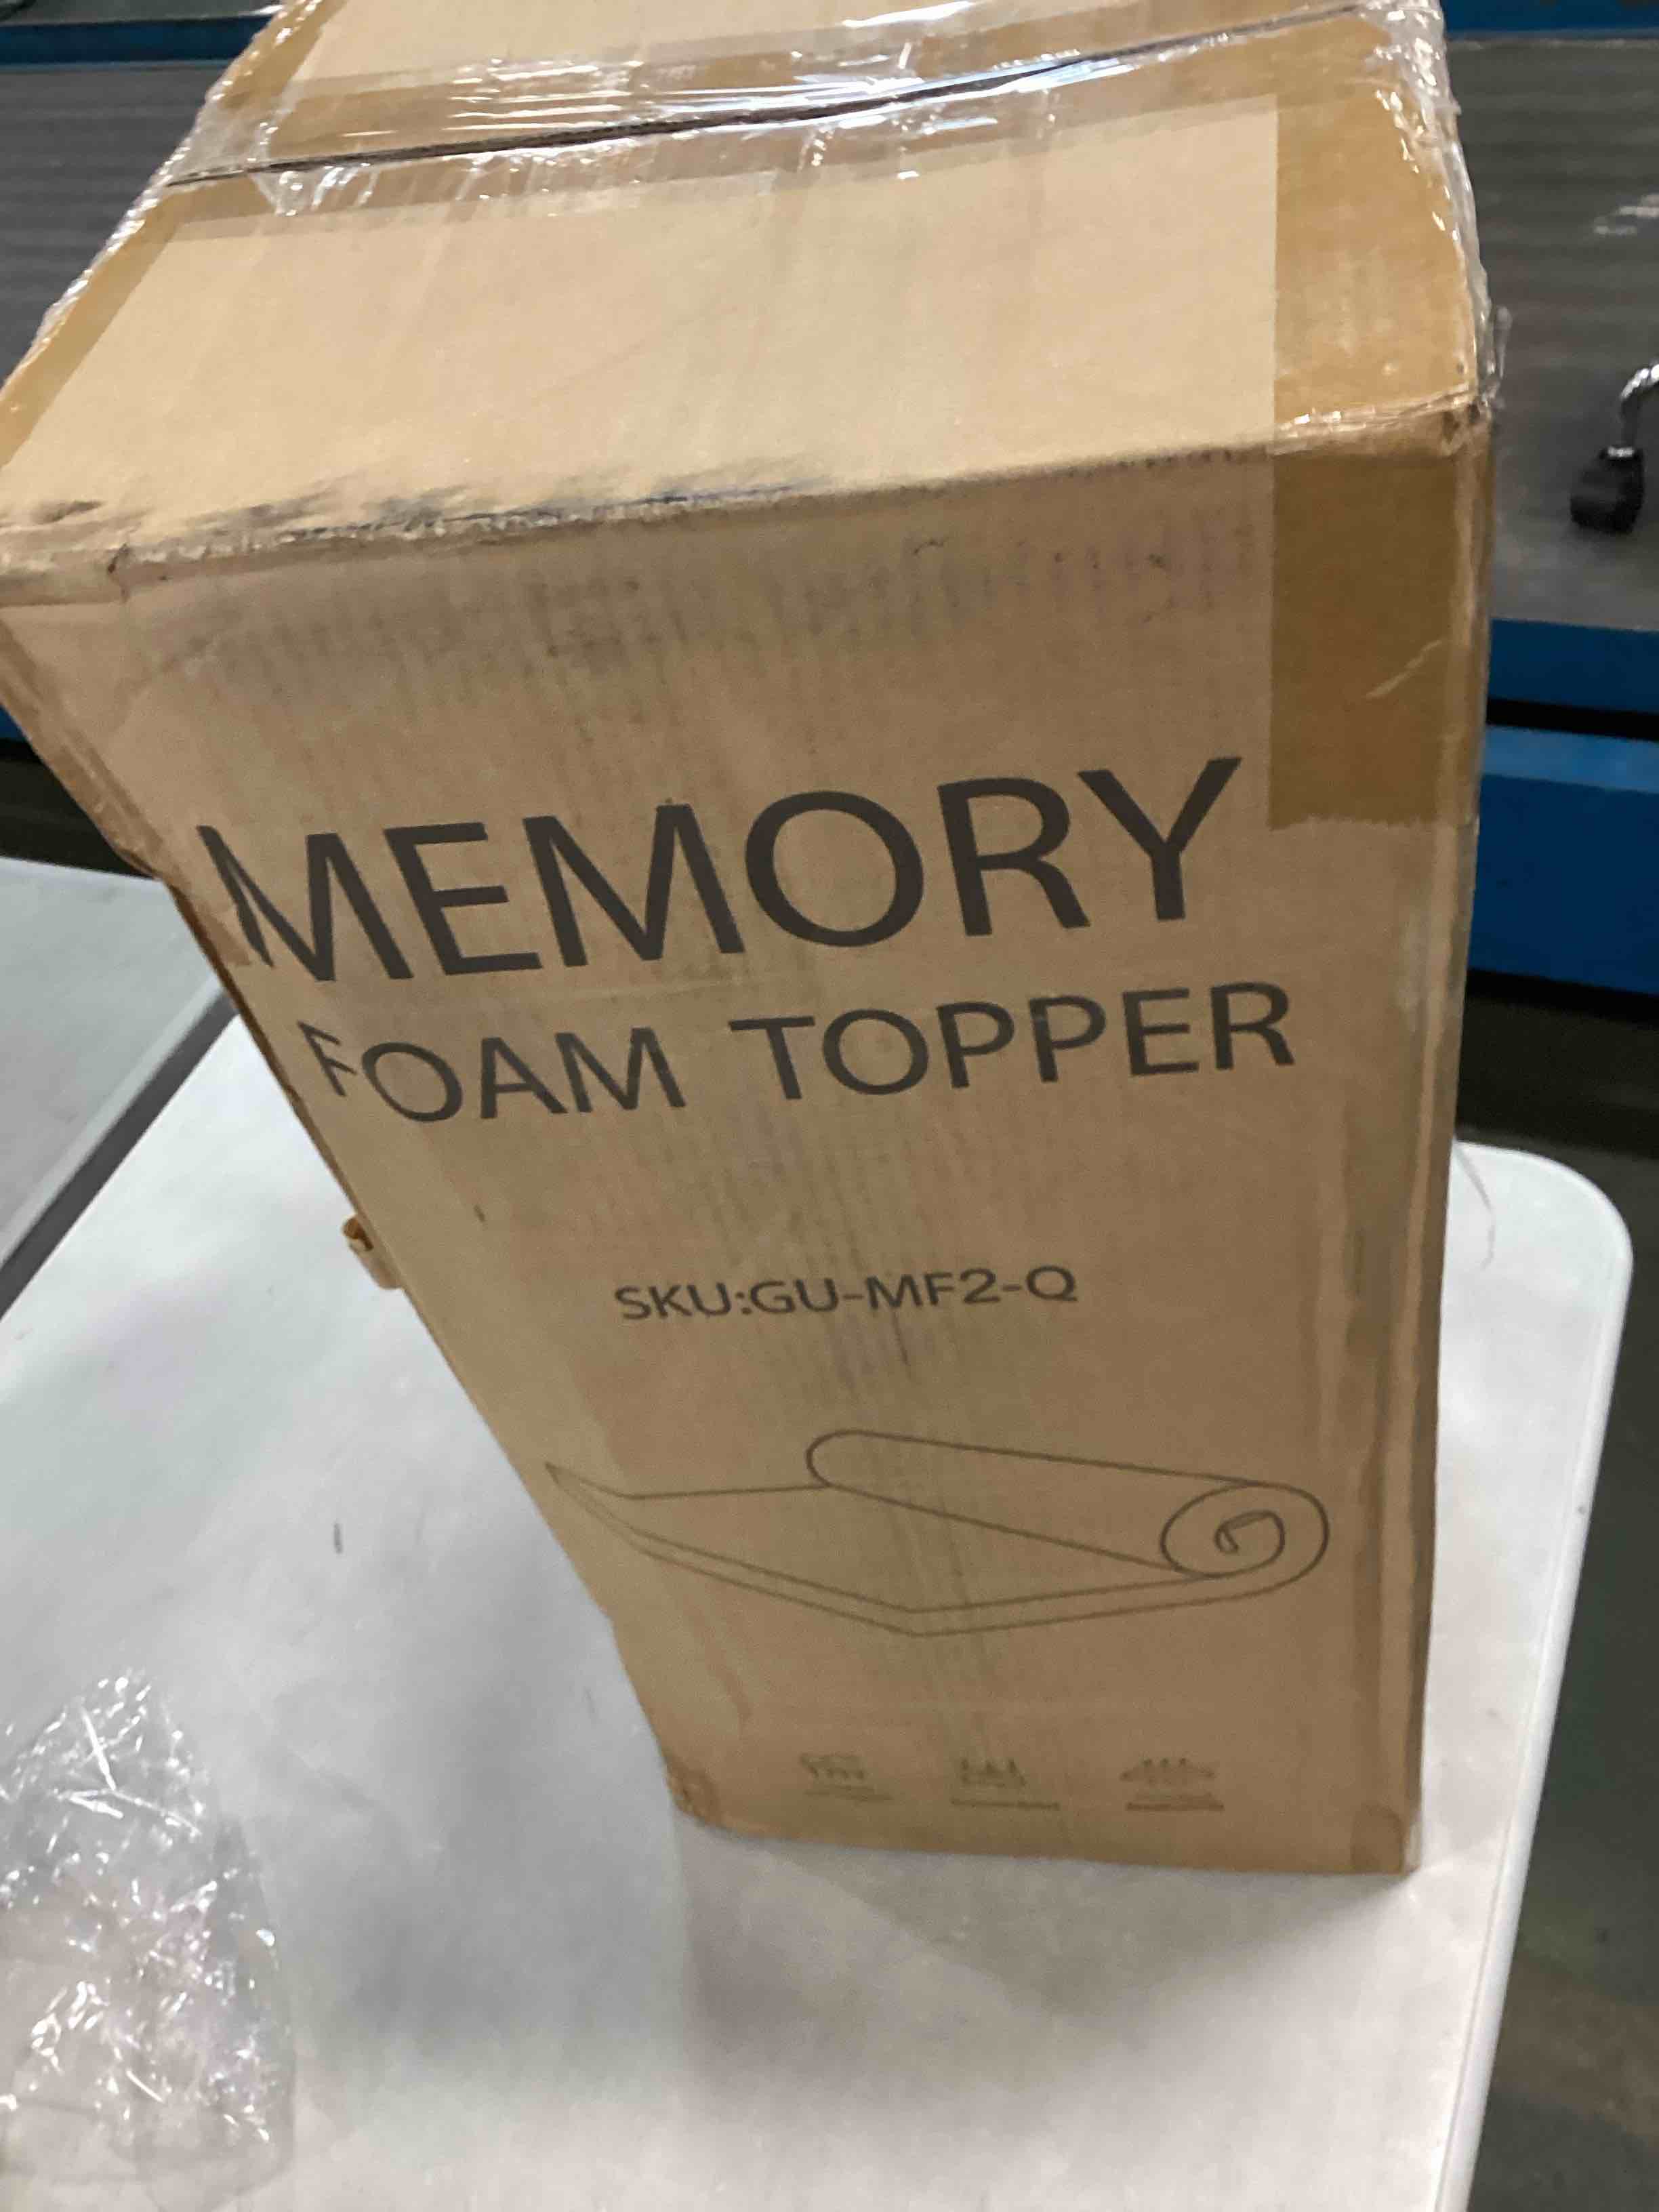 MEMORY
FOAM TOPPER
SKU:GU-MF2-Q